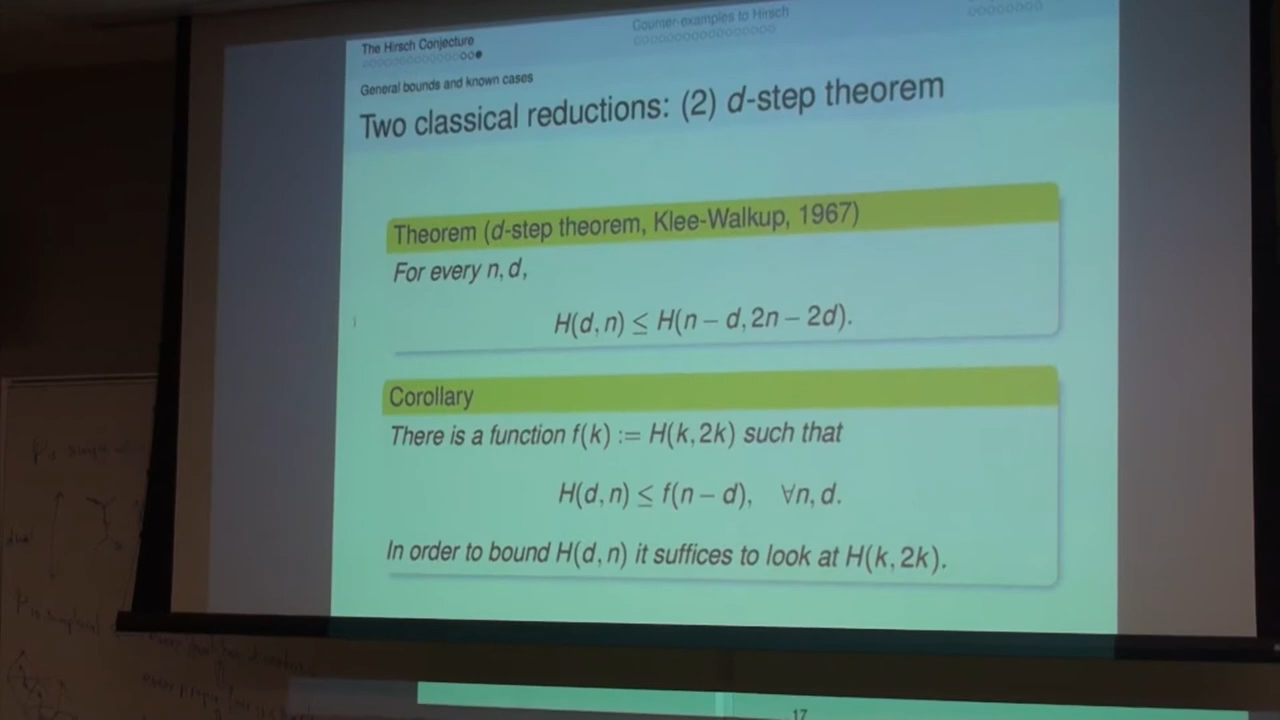 The Hirsch Conjecture
Counter-examples to Hirsch
General bounds and known cases
Two classical reductions: (2) d-step theorem
Theorem (d-step theorem, Klee-Walkup, 1967)
For every n, d,
H(d, n) ≤ H(n − d, 2n − 2d).
Corollary
There is a function f(k) := H(k, 2k) such that
H(d, n) ≤ f(n − d), ∀n, d.
In order to bound H(d, n) it suffices to look at H(k, 2k).
17